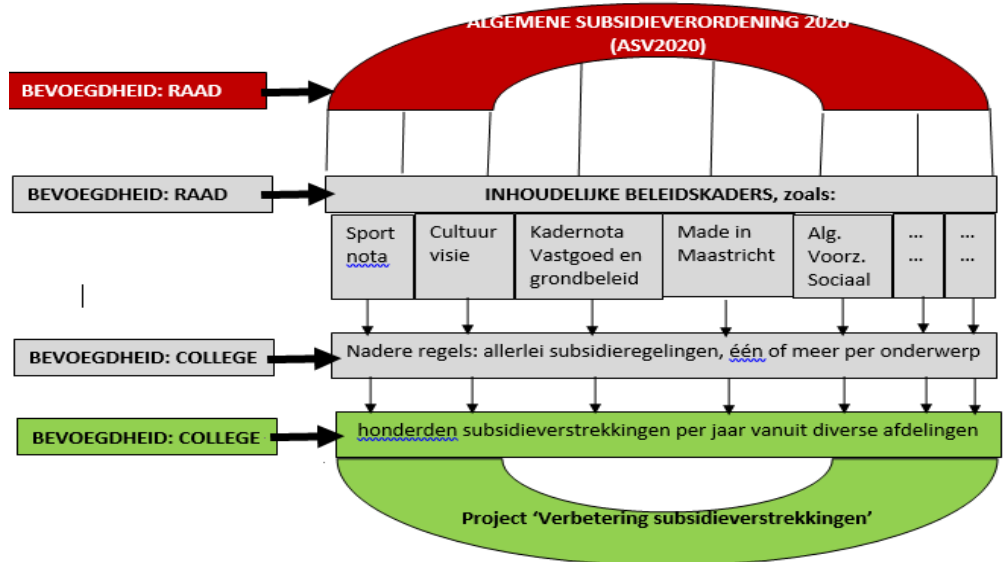 ALGEMENE SUBSIDIEVERORDENING 2020
(ASV2020)
BEVOEGDHEID: RAAD
BEVOEGDHEID: RAAD
INHOUDELIJKE BELEIDSKADERS, zoals:
Sport
nota
Cultuur
visie
Kadernota
Vastgoed en
grondbeleid
Made in
Maastricht
Alg.
Voorz.
Sociaal
...
...
...
...
BEVOEGDHEID: COLLEGE
Nadere regels: allerlei subsidieregelingen, één of meer per onderwerp
BEVOEGDHEID: COLLEGE
honderden subsidieverstrekkingen per jaar vanuit diverse afdelingen
Project ‘Verbetering subsidieverstrekkingen’